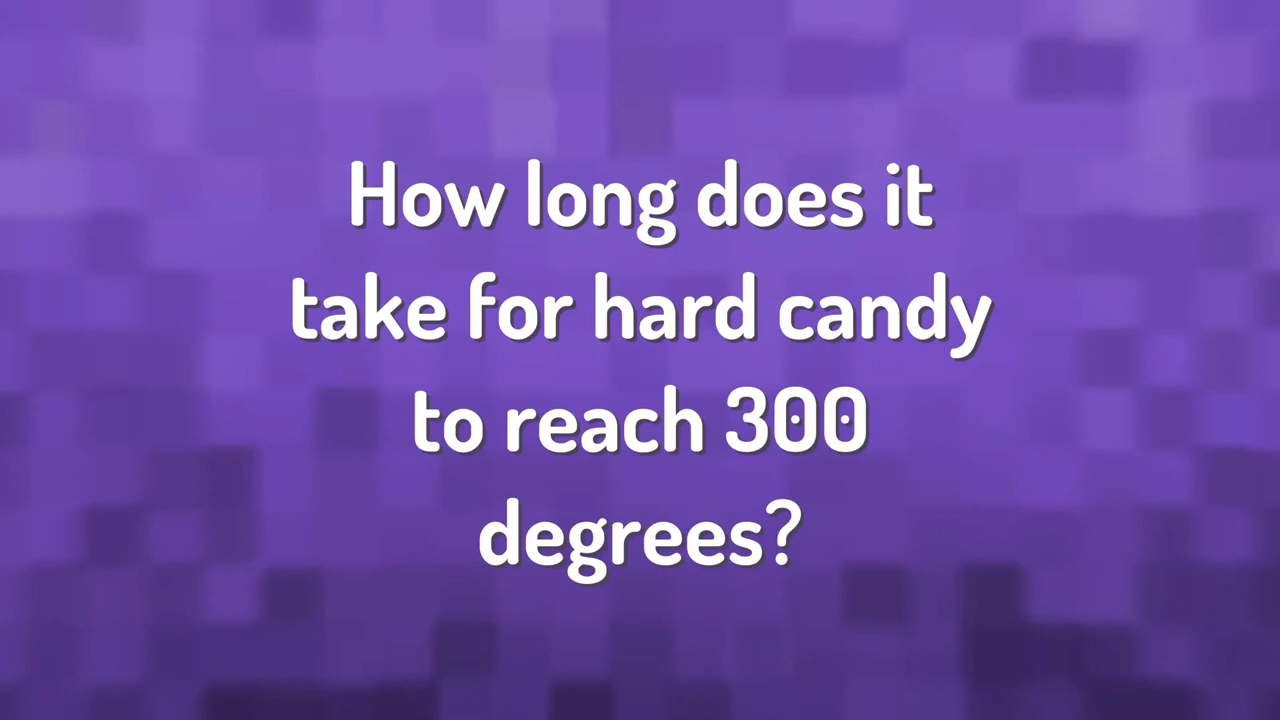 How long does it
take for hard candy
to reach 300
degrees?